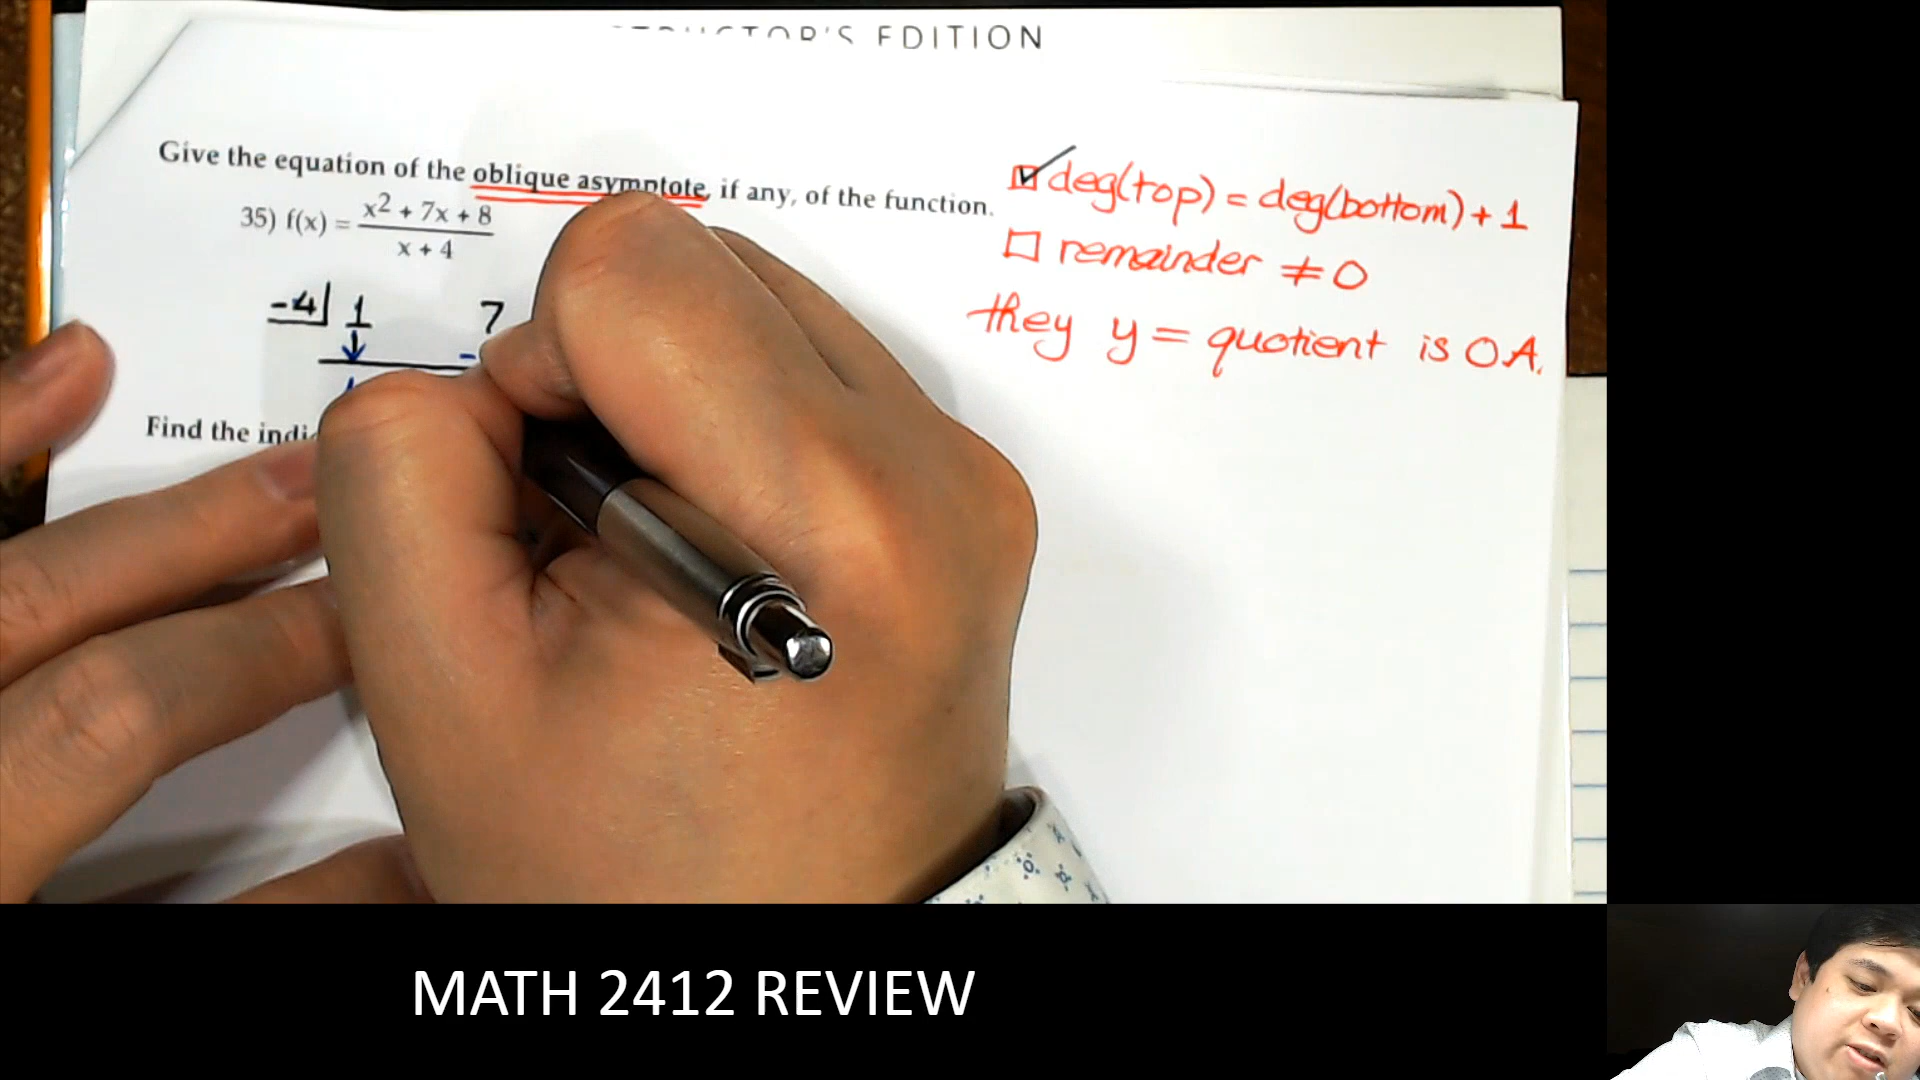 EDITION
Give the equation of the oblique asymptote, if any, of the function.
35) f(x) = x² + 7x + 8
x + 4
-4 1 7
-
Find the
deg(top) = deg(bottom) + 1
remainder ≠ 0
they y = quotient is OA.
MATH 2412 REVIEW